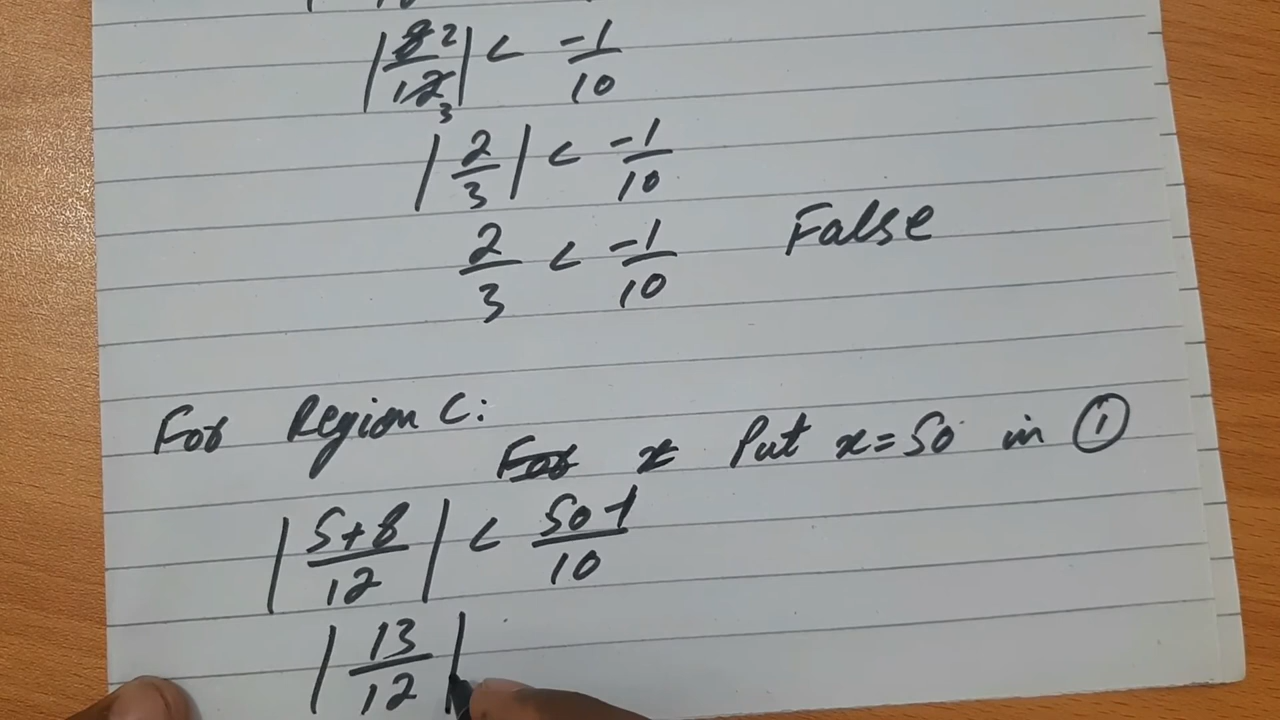 |8/12| < -1/10
2
3
|2/3| < -1/10
2/3 < -1/10 False
For Region C:
For x Put x=50 in ①
|5+8/12| < 50-1/10
|13/12|